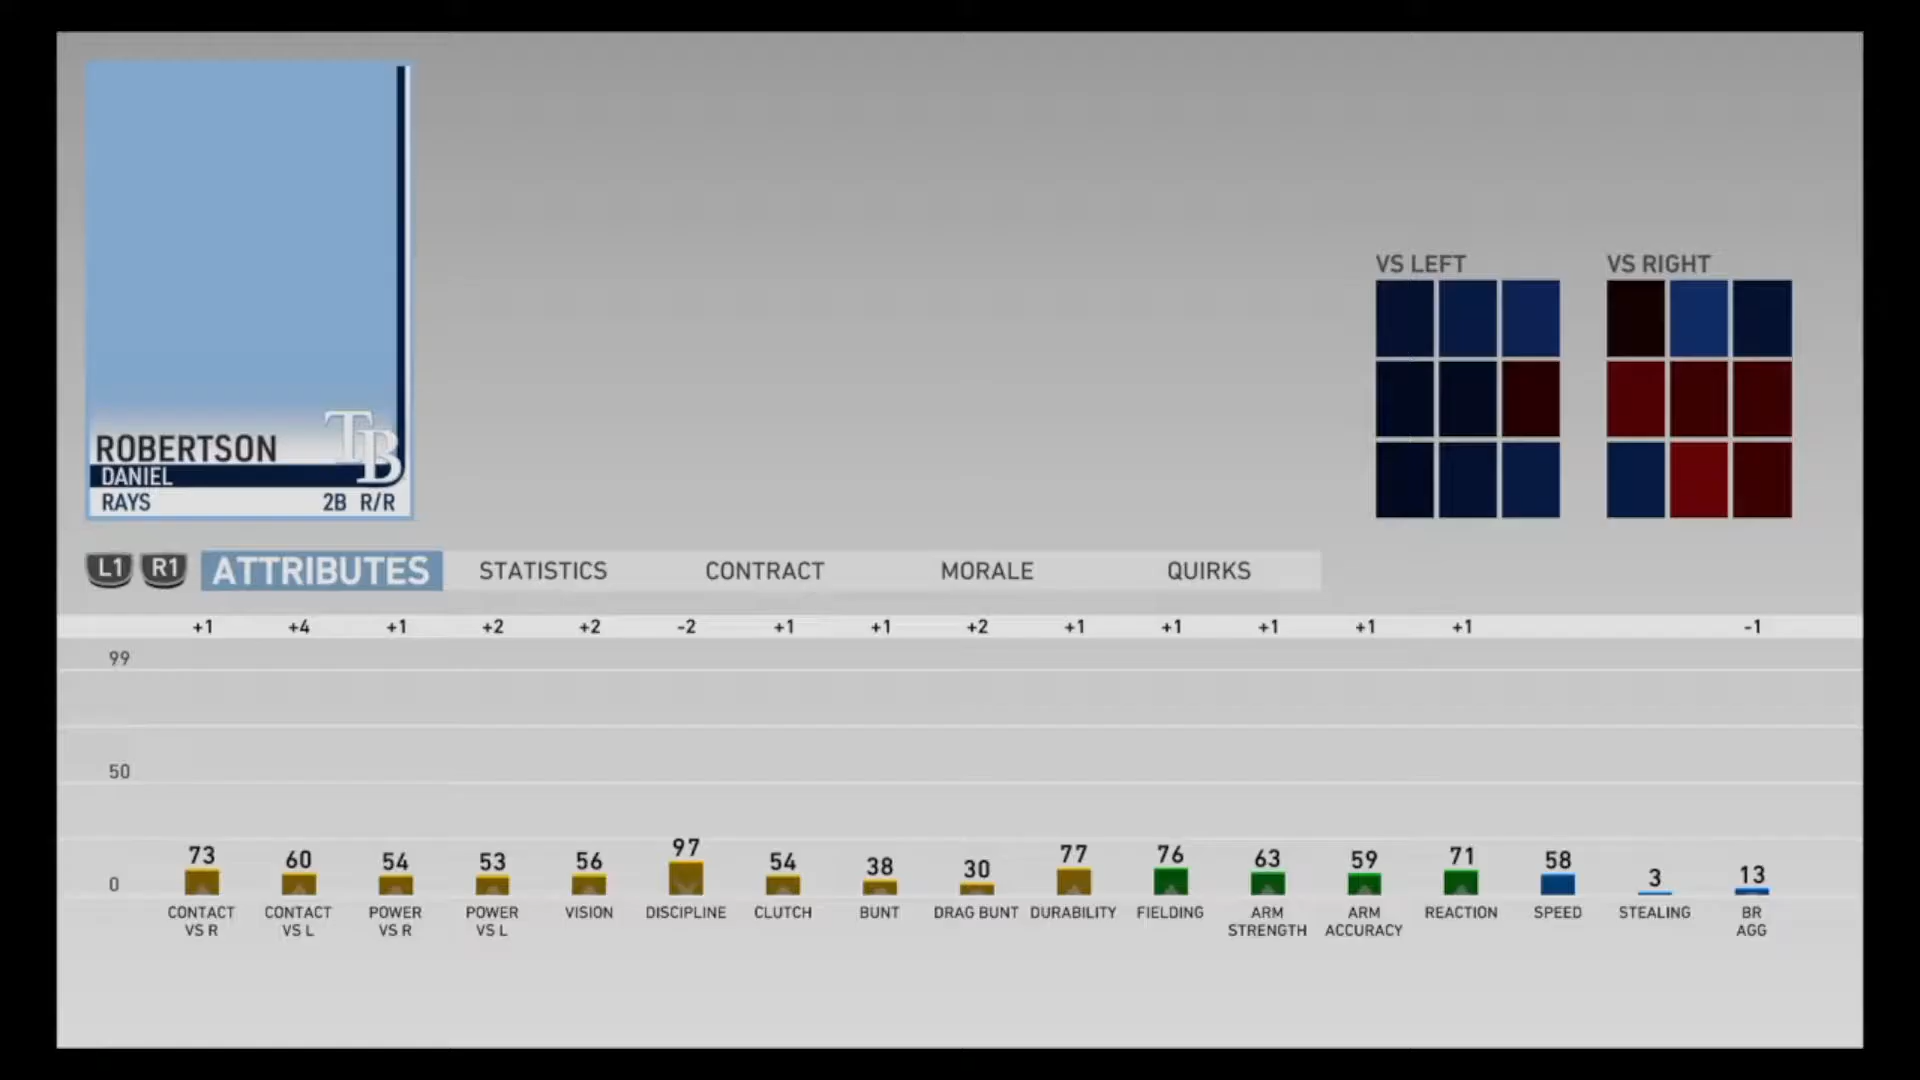 TB
ROBERTSON
DANIEL
RAYS 2B R/R
VS LEFT VS RIGHT
L1 R1 ATTRIBUTES STATISTICS CONTRACT MORALE QUIRKS
+1 +4 +1 +2 +2 -2 +1 +1 +2 +1 +1 +1 +1 +1 -1
99
50
0
73 60 54 53 56 97 54 38 30 77 76 63 59 71 58 3 13
CONTACT VS R
CONTACT VS L
POWER VS R
POWER VS L
VISION
DISCIPLINE
CLUTCH
BUNT
DRAG BUNT
DURABILITY
FIELDING
ARM STRENGTH
ARM ACCURACY
REACTION
SPEED
STEALING
BR AGG